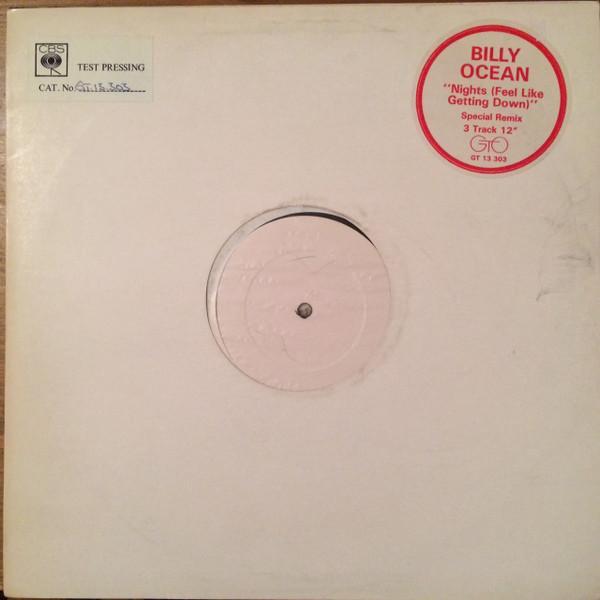 CBS
TEST PRESSING
CAT. No. GT.13.303
BILLY
OCEAN
"Nights (Feel Like
Getting Down)"
Special Remix
3 Track 12"
GTO
GT 13 303